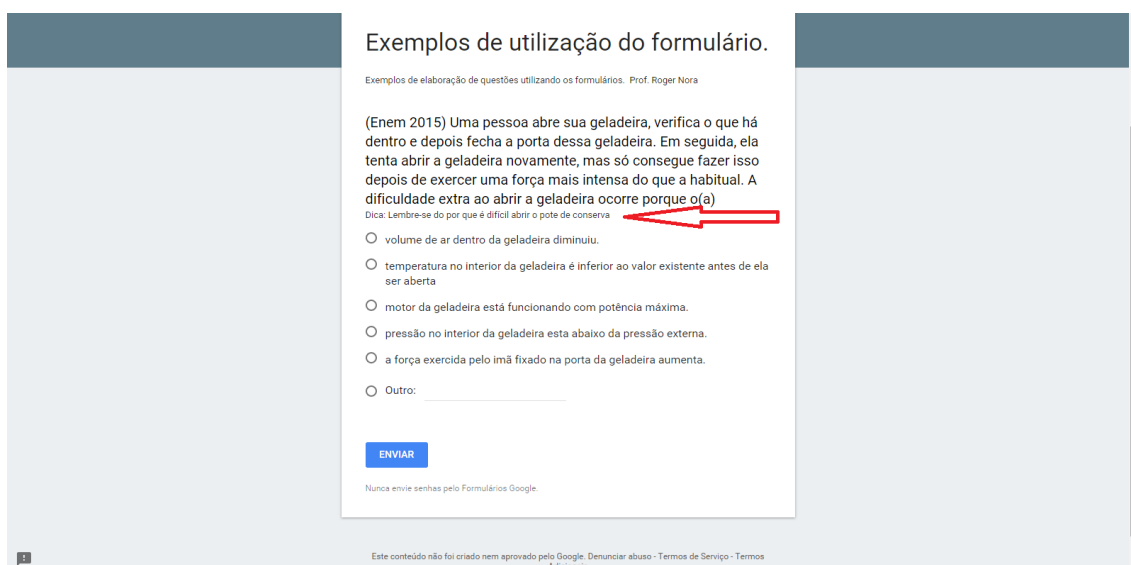 Exemplos de utilização do formulário.
Exemplos de elaboração de questões utilizando os formulários. Prof. Roger Nora
(Enem 2015) Uma pessoa abre sua geladeira, verifica o que há
dentro e depois fecha a porta dessa geladeira. Em seguida, ela
tenta abrir a geladeira novamente, mas só consegue fazer isso
depois de exercer uma força mais intensa do que a habitual. A
dificuldade extra ao abrir a geladeira ocorre porque o(a)
Dica: Lembre-se do por que é difícil abrir o pote de conserva
volume de ar dentro da geladeira diminuiu.
temperatura no interior da geladeira é inferior ao valor existente antes de ela
ser aberta
motor da geladeira está funcionando com potência máxima.
pressão no interior da geladeira esta abaixo da pressão externa.
a força exercida pelo imã fixado na porta da geladeira aumenta.
Outro:
ENVIAR
Nunca envie senhas pelo Formulários Google.
Este conteúdo não foi criado nem aprovado pelo Google. Denunciar abuso - Termos de Serviço - Termos